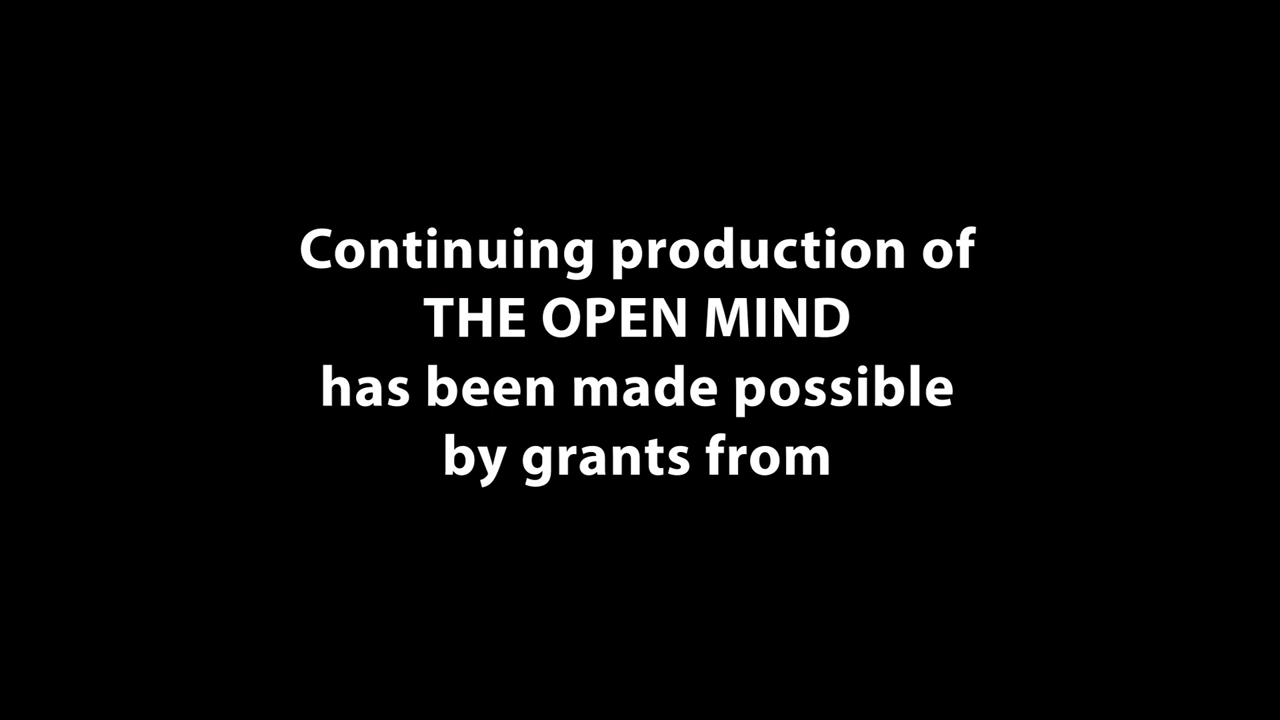 Continuing production of
THE OPEN MIND
has been made possible
by grants from